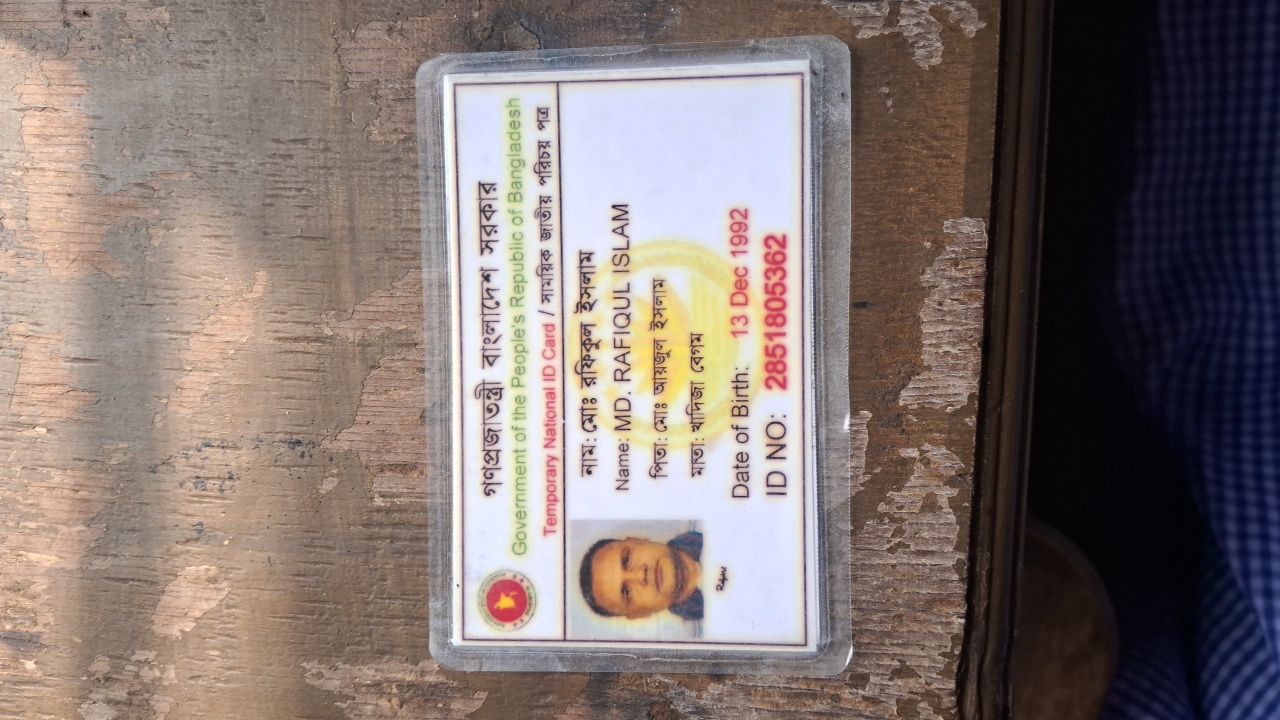 গণপ্রজাতন্ত্রী বাংলাদেশ সরকার
Government of the People's Republic of Bangladesh
Temporary National ID Card / সাময়িক জাতীয় পরিচয় পত্র
নাম: মোঃ রফিকুল ইসলাম
Name: MD. RAFIQUL ISLAM
পিতা: মোঃ আয়জুল ইসলাম
মাতা: খাদিজা বেগম
Date of Birth: 13 Dec 1992
ID NO: 2851805362